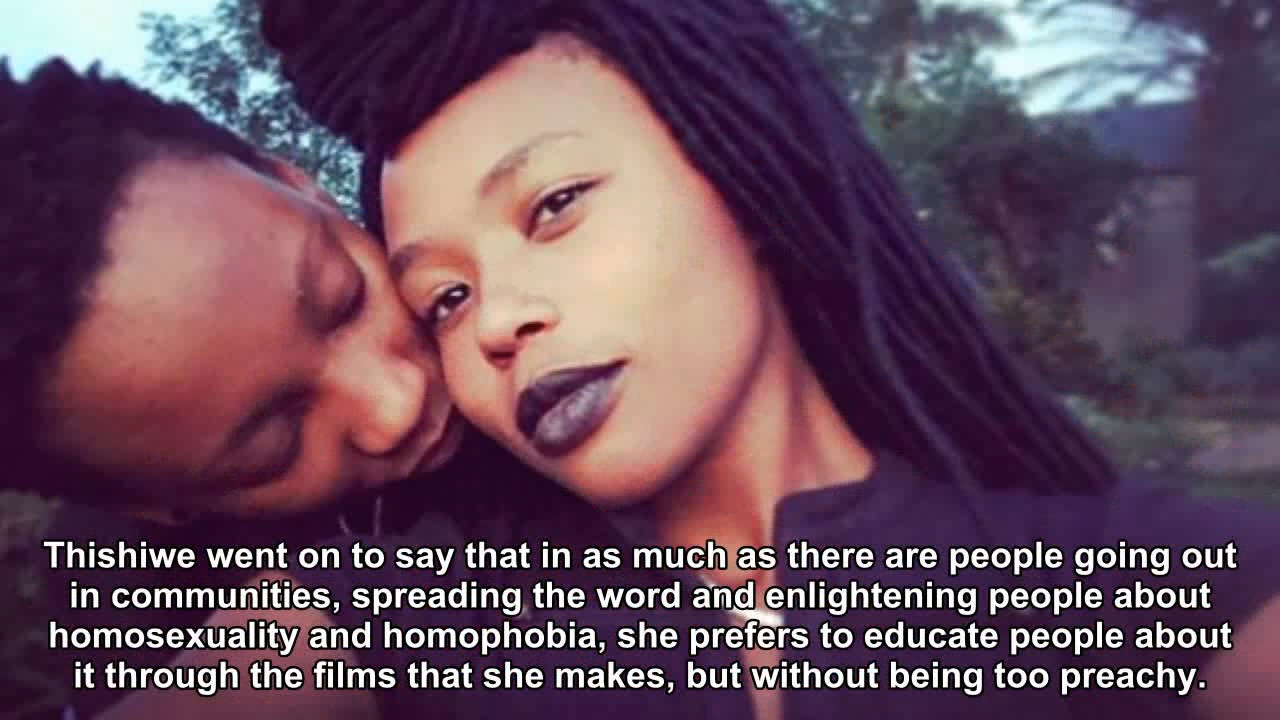 Thishiwe went on to say that in as much as there are people going out
in communities, spreading the word and enlightening people about
homosexuality and homophobia, she prefers to educate people about
it through the films that she makes, but without being too preachy.